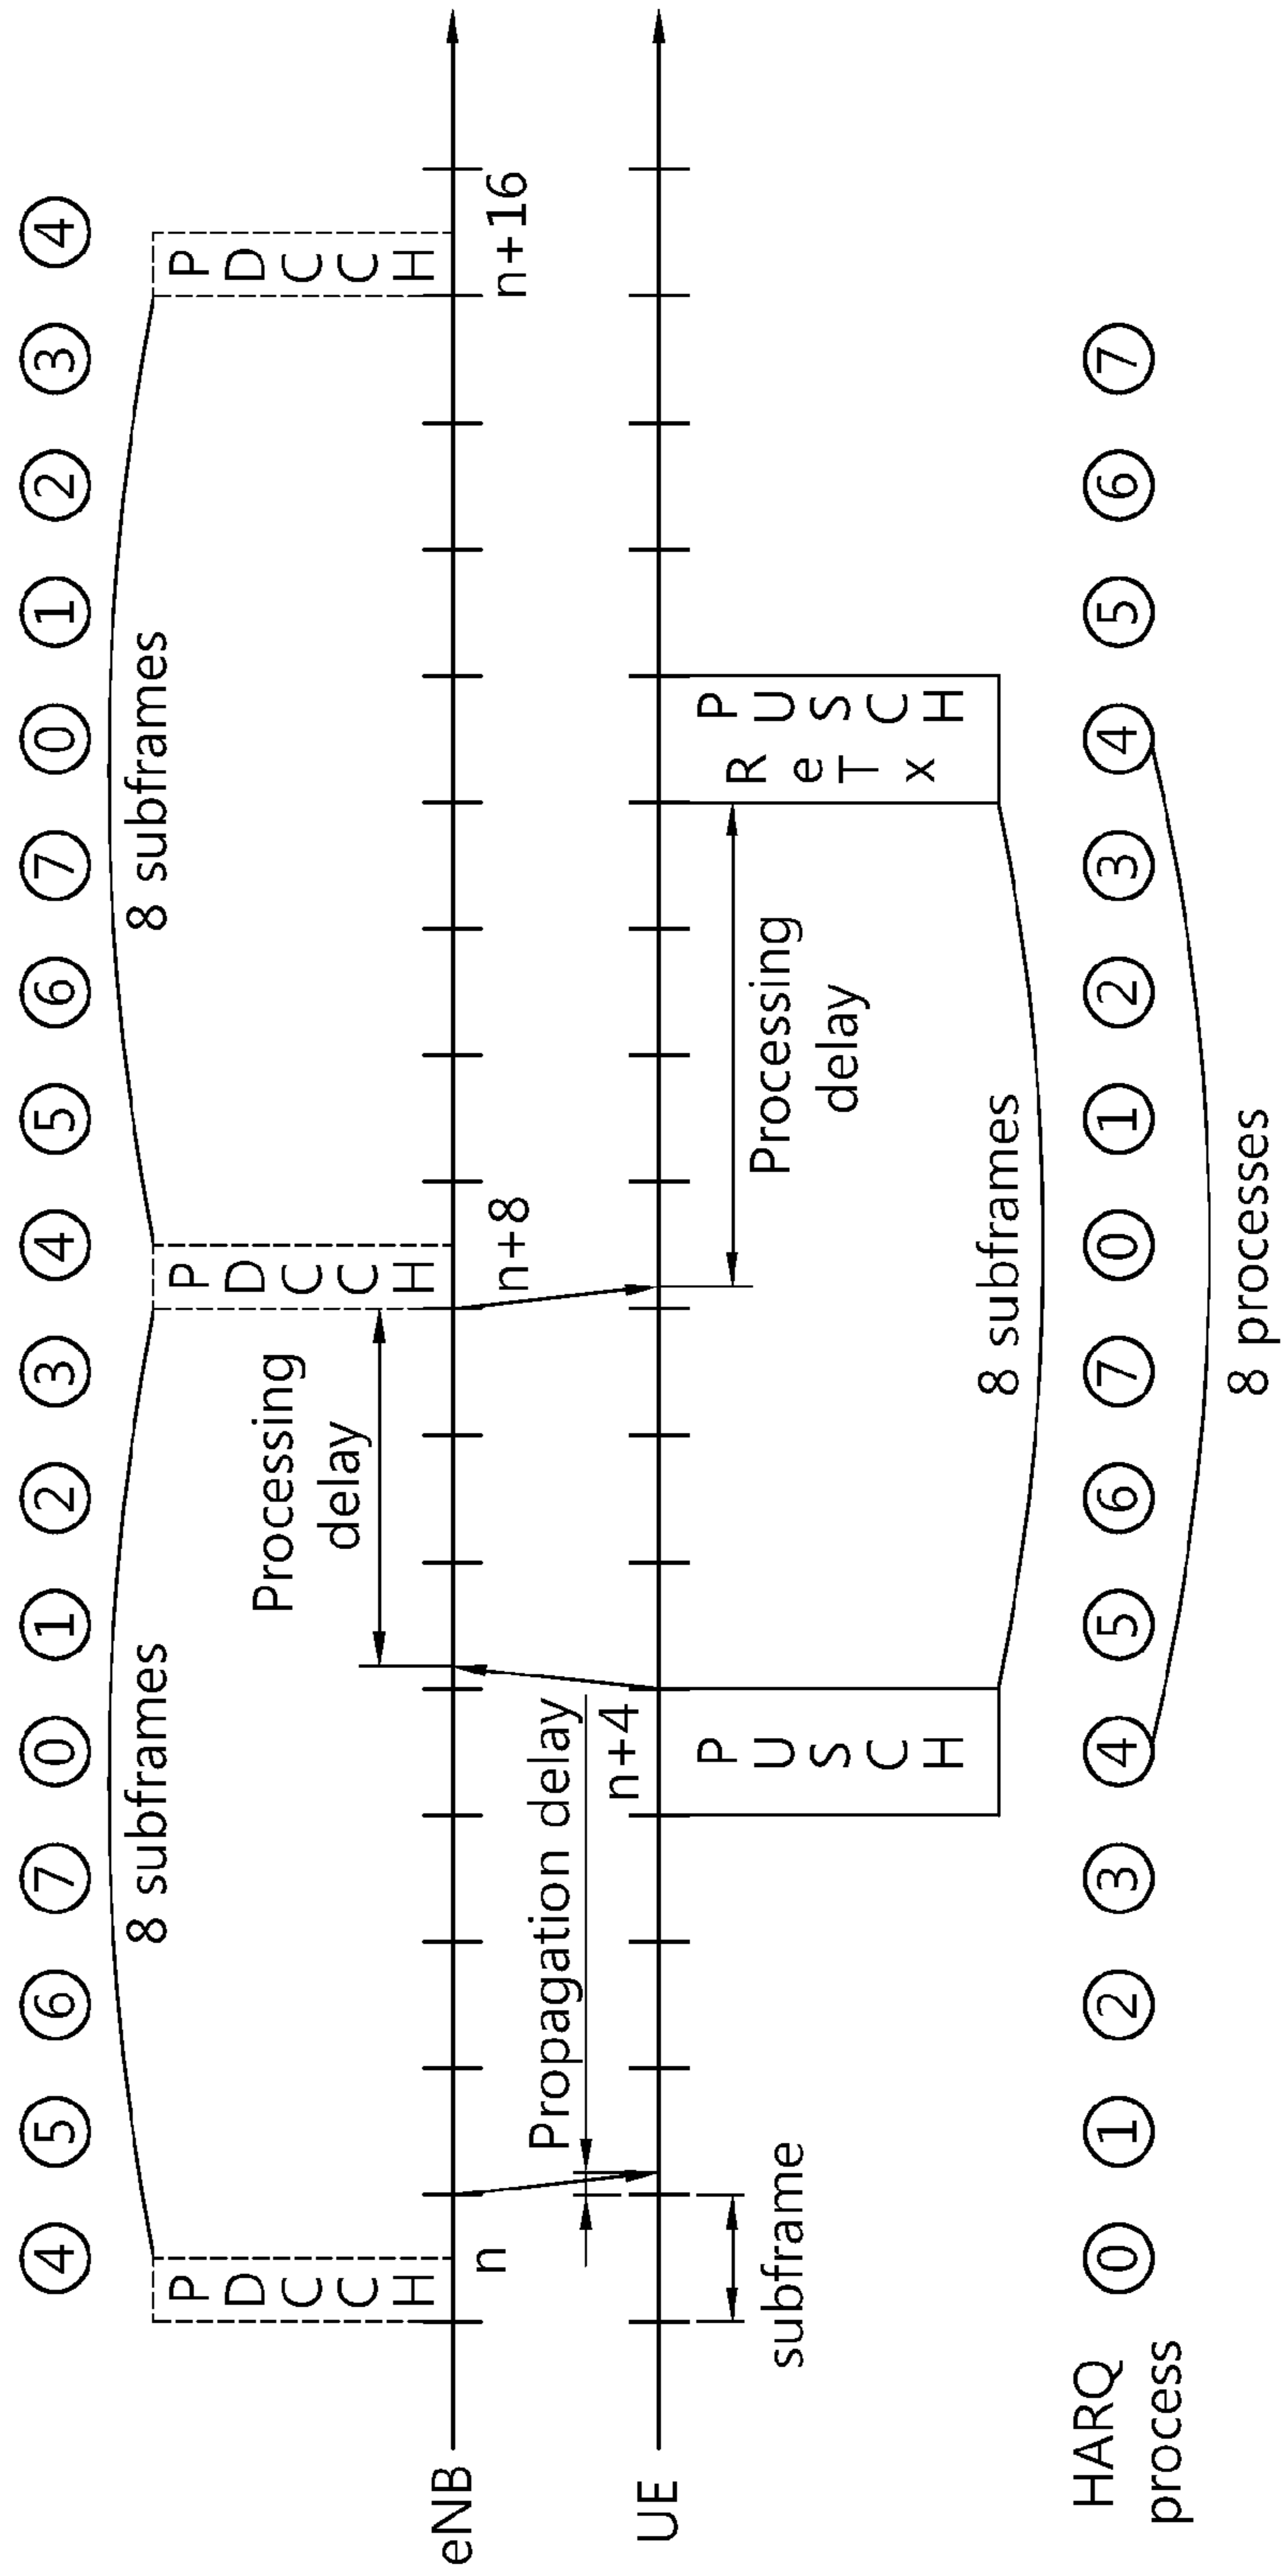 4 5 6 7 0 1 2 3 4 5 6 7 0 1 2 3 4
8 subframes
8 subframes
PDCCH
PDCCH
PDCCH
Processing
delay
eNB
n
n+8
n+16
Propagation delay
n+4
UE
subframe
PUSCH
Processing
delay
ReTx
PUSCH
8 subframes
HARQ
process
0 1 2 3 4 5 6 7 0 1 2 3 4 5 6 7
8 processes